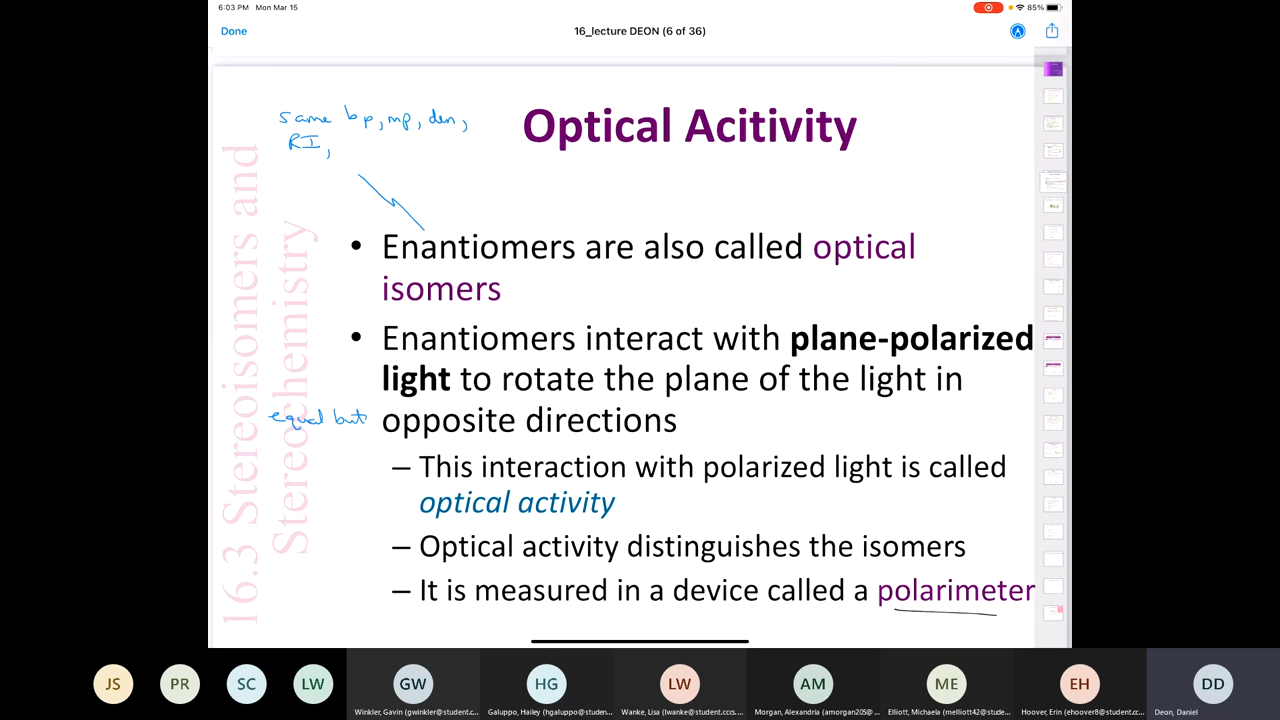 6:03 PM Mon Mar 15
85%
Done
16_lecture DEON (6 of 36)
same bp, mp, den,
RI,
Optical Acitivity
16.3 Stereoisomers and
Stereochemistry
• Enantiomers are also called optical
isomers
• Enantiomers interact with plane-polarized
light to rotate the plane of the light in
equal but opposite directions
– This interaction with polarized light is called
optical activity
– Optical activity distinguishes the isomers
– It is measured in a device called a polarimeter
JS
PR
SC
LW
GW
Winkler, Gavin (gwinkler@student.c...
HG
Galuppo, Hailey (hgaluppo@studen...
LW
Wanke, Lisa (lwanke@student.cccs....
AM
Morgan, Alexandria (amorgan205@...
ME
Elliott, Michaela (melliott42@stude...
EH
Hoover, Erin (ehoover8@student.cc...
DD
Deon, Daniel